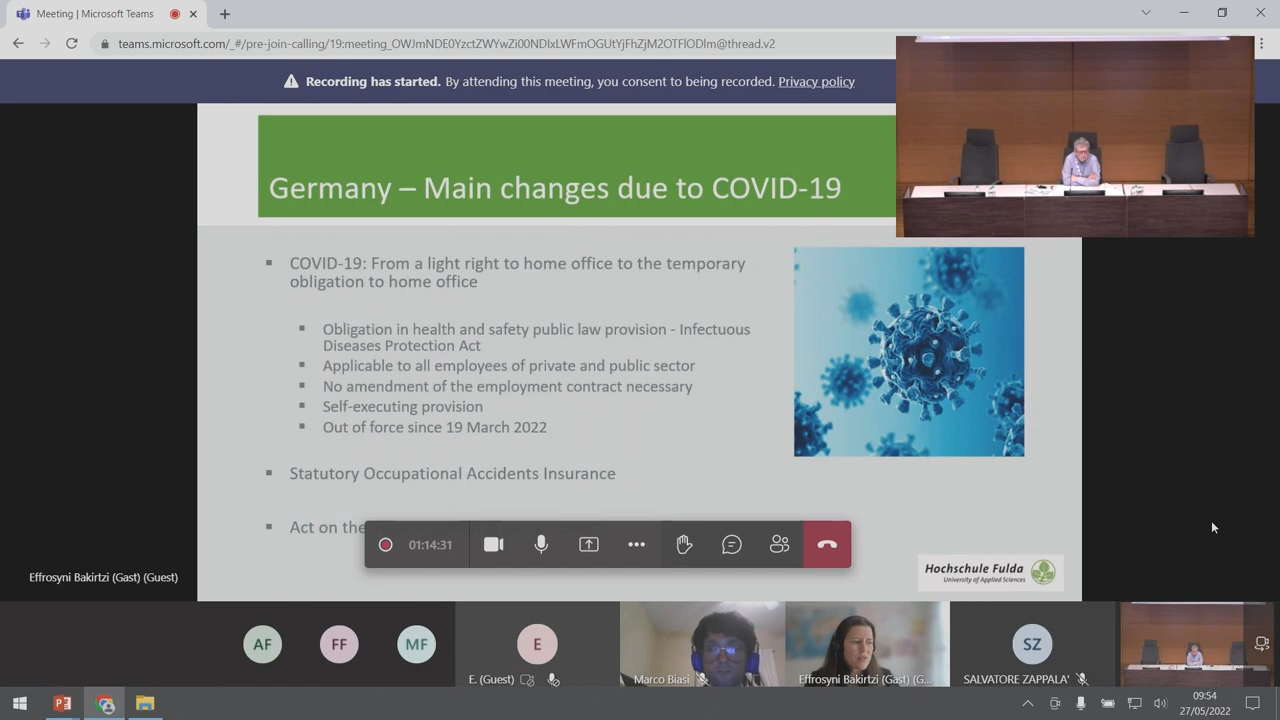 Meeting | Microsoft Teams
teams.microsoft.com/_#/pre-join-calling/19:meeting_OWJmNDE0YzctZWYwZi00NDIxLWFmOGUtYjFhZjM2OTFlODlm@thread.v2
Recording has started. By attending this meeting, you consent to being recorded. Privacy policy
Germany – Main changes due to COVID-19
COVID-19: From a light right to home office to the temporary
obligation to home office
Obligation in health and safety public law provision - Infectuous
Diseases Protection Act
Applicable to all employees of private and public sector
No amendment of the employment contract necessary
Self-executing provision
Out of force since 19 March 2022
Statutory Occupational Accidents Insurance
Act on the
01:14:31
Hochschule Fulda
University of Applied Sciences
Effrosyni Bakirtzi (Gast) (Guest)
AF
FF
MF
E
SZ
E. (Guest)
Marco Biasi
Effrosyni Bakirtzi (Gast) (G...
SALVATORE ZAPPALA'
09:54
27/05/2022